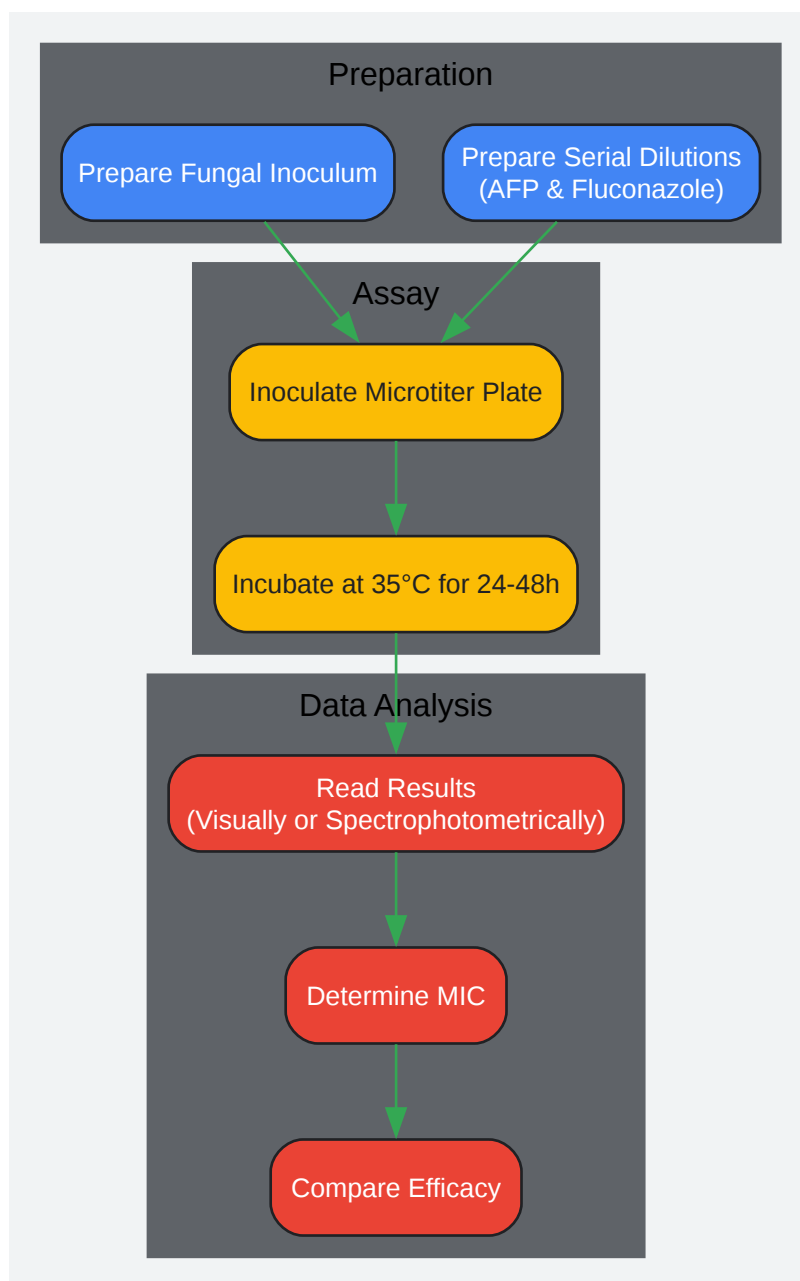 Preparation
Prepare Fungal Inoculum
Prepare Serial Dilutions
(AFP & Fluconazole)
Assay
Inoculate Microtiter Plate
Incubate at 35°C for 24-48h
Data Analysis
Read Results
(Visually or Spectrophotometrically)
Determine MIC
Compare Efficacy